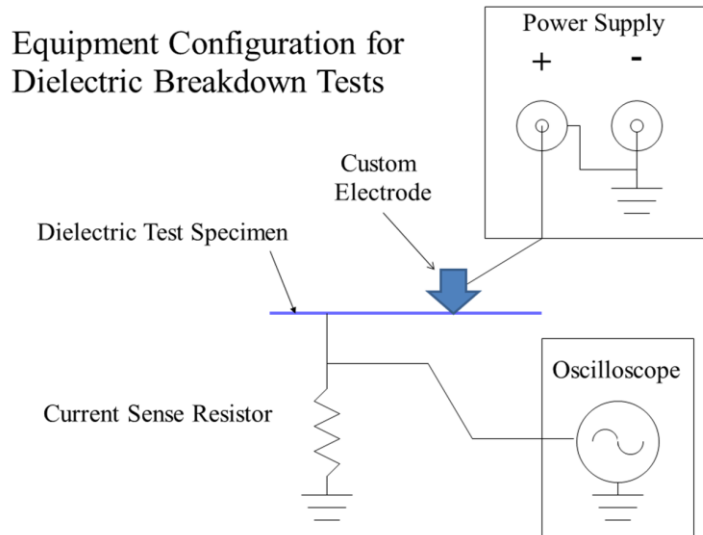 Equipment Configuration for
Dielectric Breakdown Tests
Power Supply
+ -
Custom
Electrode
Dielectric Test Specimen
Oscilloscope
Current Sense Resistor